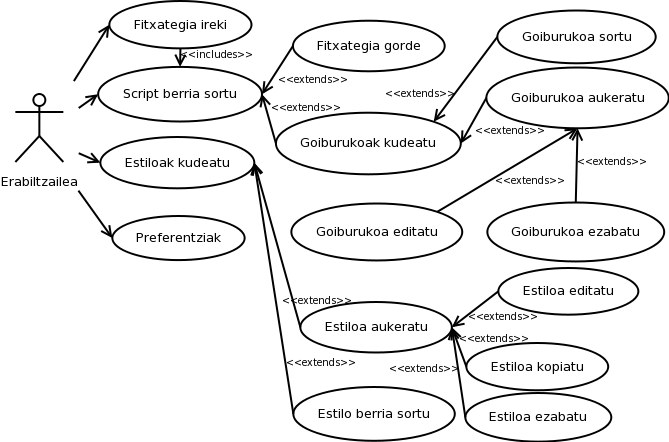 Fitxategia ireki
<<includes>>
Script berria sortu
Fitxategia gorde
<<extends>>
<<extends>>
Goiburukoa sortu
<<extends>>
Goiburukoa aukeratu
<<extends>>
Goiburukoak kudeatu
Erabiltzailea
Estiloak kudeatu
<<extends>>
<<extends>>
Preferentziak
Goiburukoa editatu
Goiburukoa ezabatu
Estiloa editatu
<<extends>>
<<extends>>
Estiloa aukeratu
<<extends>>
<<extends>>
<<extends>>
Estiloa kopiatu
Estilo berria sortu
Estiloa ezabatu